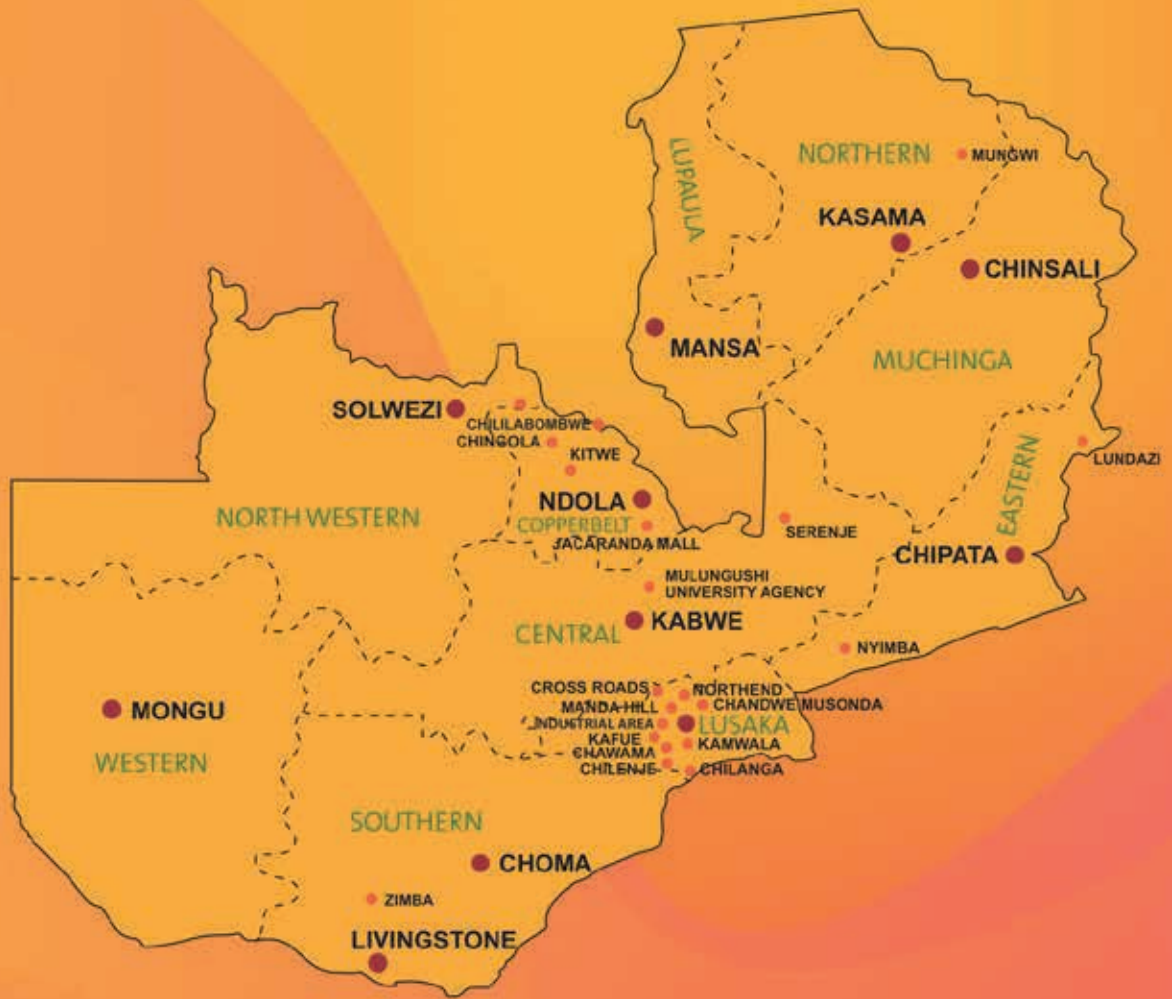 LUPAULA
NORTHERN
MUNGWI
KASAMA
CHINSALI
MANSA
MUCHINGA
SOLWEZI
CHILILABOMBWE
CHINGOLA
KITWE
LUNDAZI
EASTERN
NDOLA
NORTH WESTERN
COPPERBELT
SERENJE
JACARANDA MALL
CHIPATA
MULUNGUSHI
UNIVERSITY AGENCY
KABWE
CENTRAL
NYIMBA
CROSS ROADS
NORTHEND
MANDA HILL
CHANDWE MUSONDA
MONGU
INDUSTRIAL AREA
LUSAKA
KAFUE
KAMWALA
CHAWAMA
WESTERN
CHILENJE
CHILANGA
SOUTHERN
CHOMA
ZIMBA
LIVINGSTONE